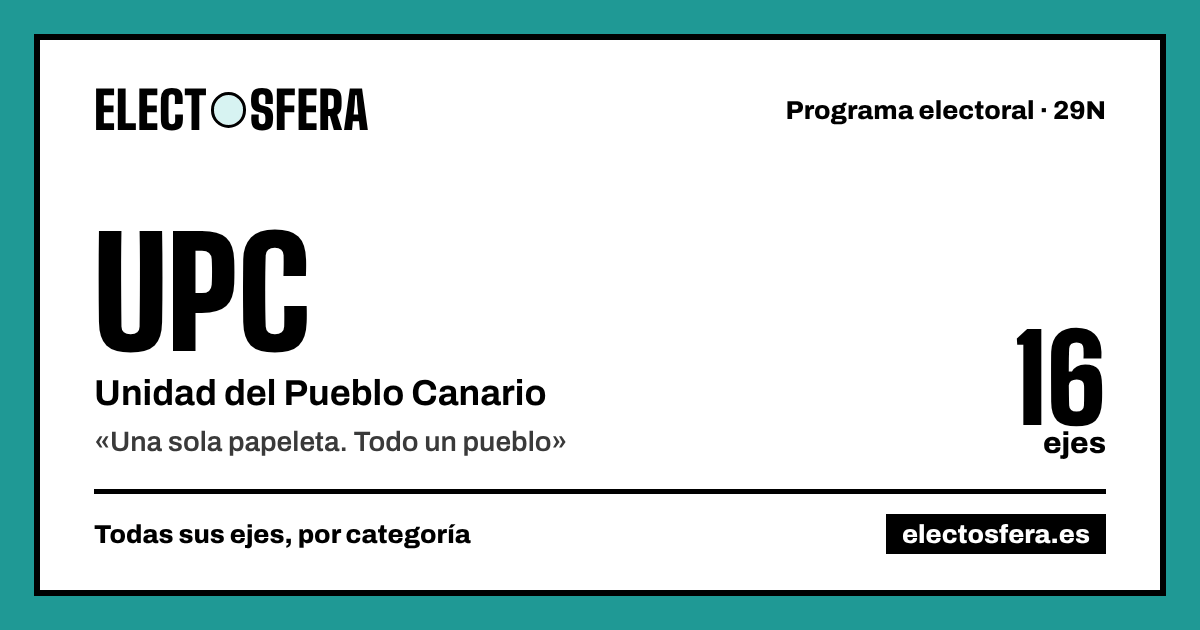 ELECTOSFERA
Programa electoral · 29N
UPC
Unidad del Pueblo Canario
«Una sola papeleta. Todo un pueblo»
16
ejes
Todas sus ejes, por categoría
electosfera.es